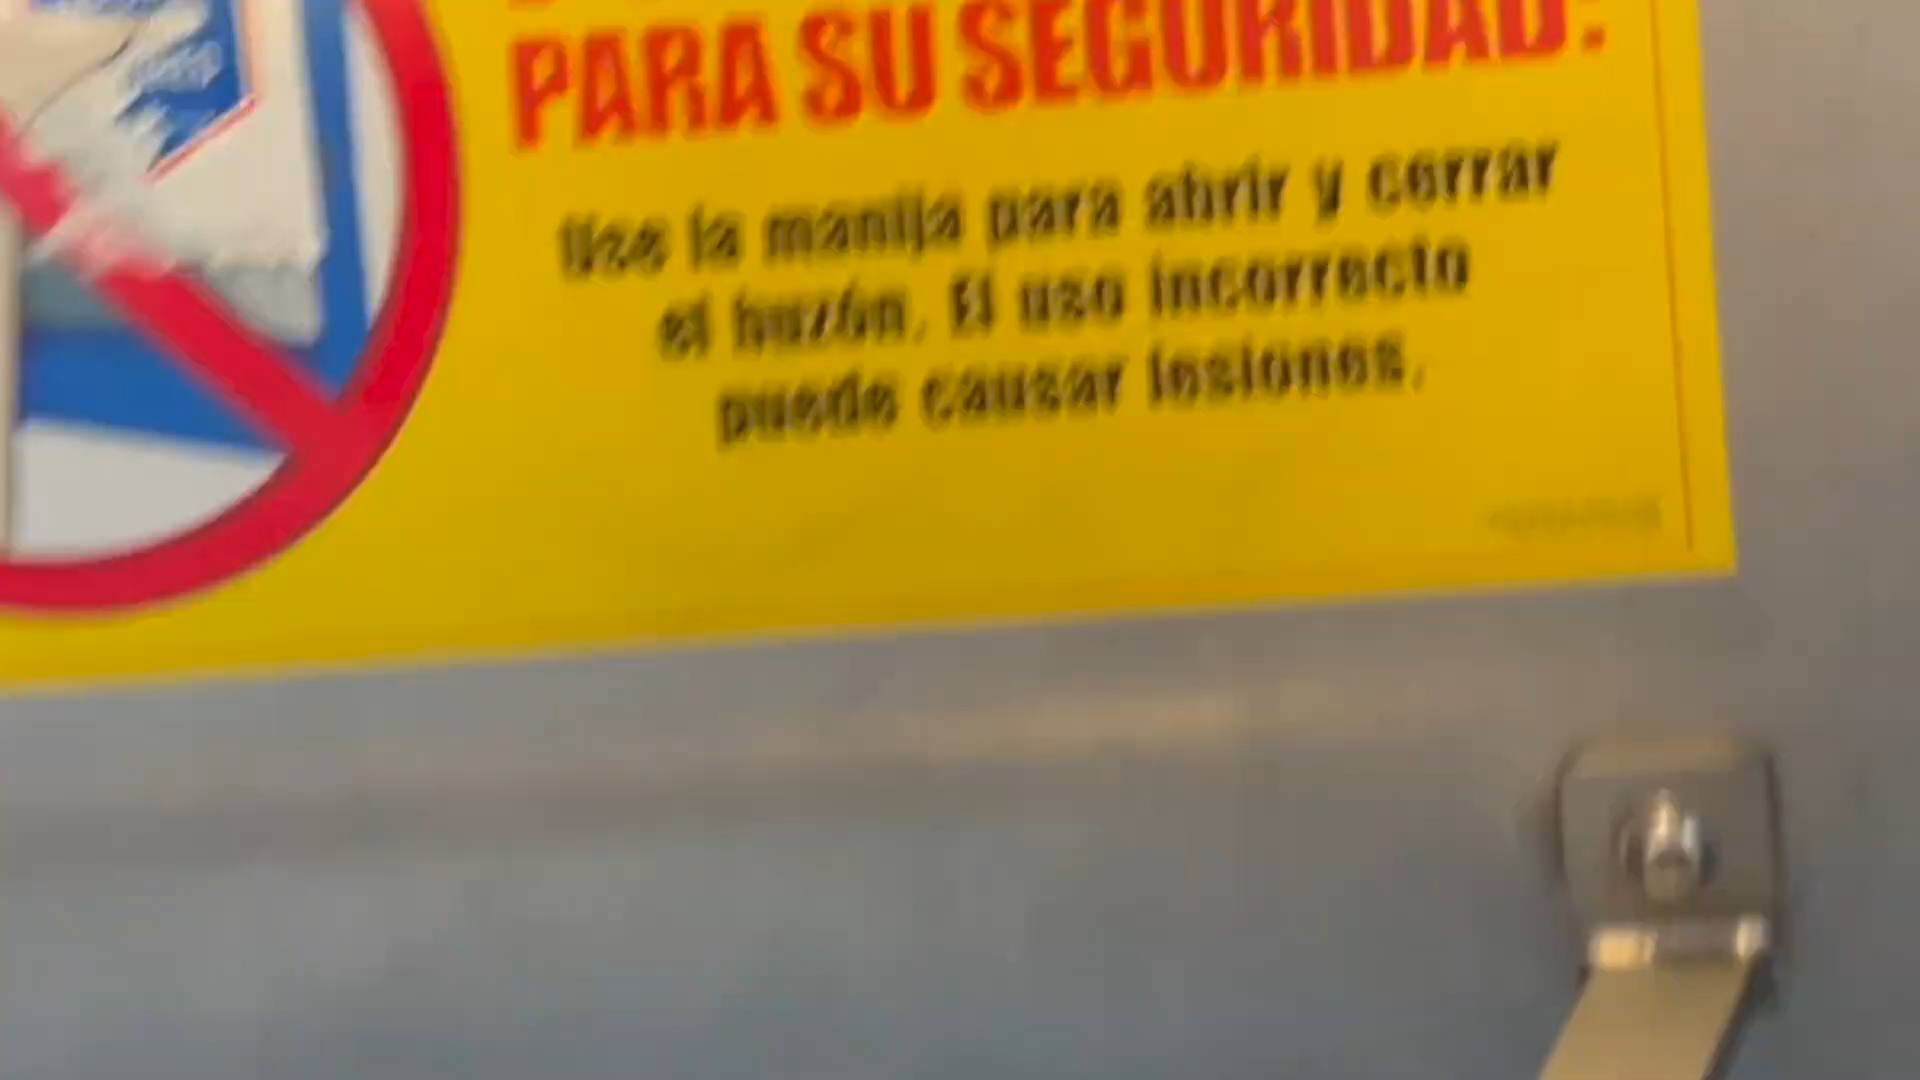 PARA SU SEGURIDAD:
Use la manija para abrir y cerrar
el buzón. El uso incorrecto
puede causar lesiones.